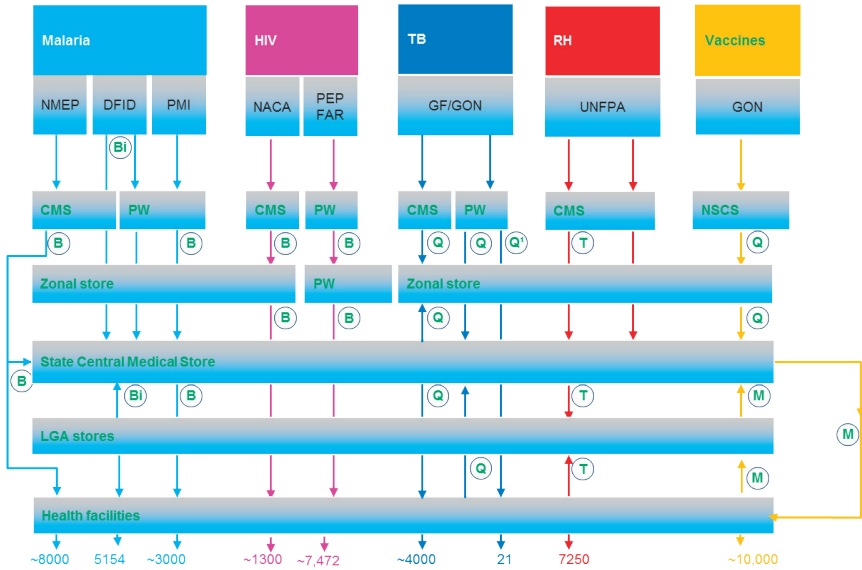 Malaria HIV TB RH Vaccines
NMEP DFID PMI NACA PEP FAR GF/GON UNFPA GON
Bi
CMS PW CMS PW CMS PW CMS NSCS
B B B B Q Q Q¹ T Q
Zonal store PW Zonal store
B B Q Q
State Central Medical Store
B Bi B Q T M
LGA stores
M
Q T M
Health facilities
~8000 5154 ~3000 ~1300 ~7,472 ~4000 21 7250 ~10,000